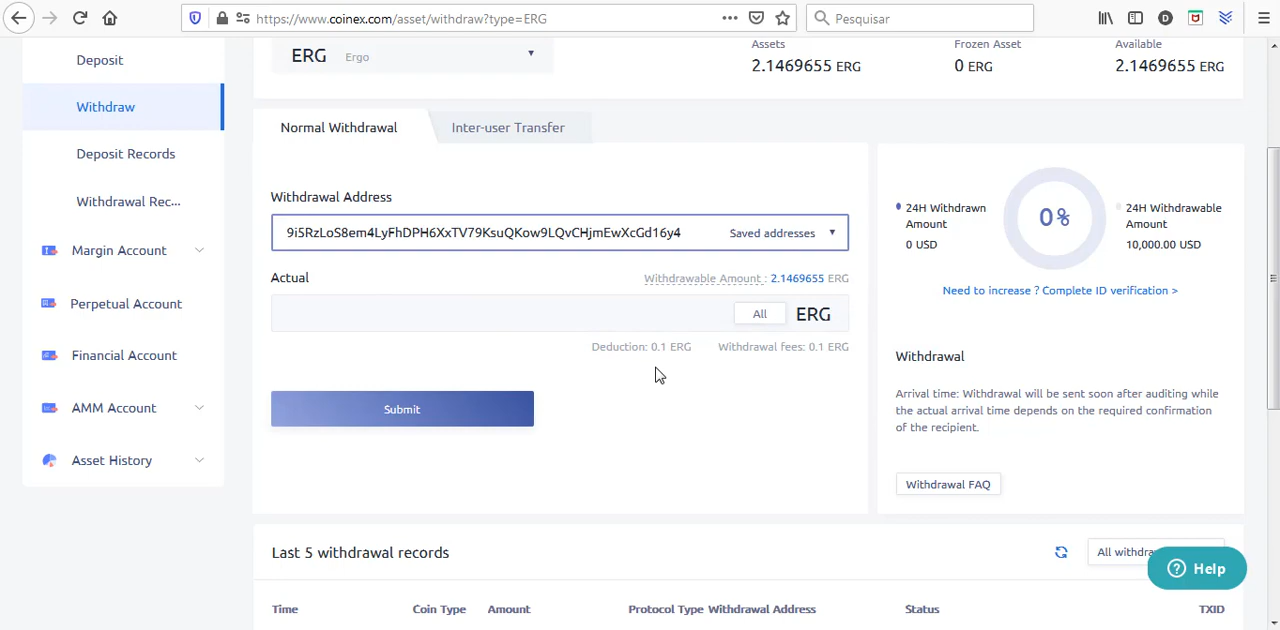 https://www.coinex.com/asset/withdraw?type=ERG
Pesquisar
Deposit
Withdraw
Deposit Records
Withdrawal Rec...
Margin Account
Perpetual Account
Financial Account
AMM Account
Asset History
ERG Ergo
Assets
2.1469655 ERG
Frozen Asset
0 ERG
Available
2.1469655 ERG
Normal Withdrawal
Inter-user Transfer
Withdrawal Address
9i5RzLoS8em4LyFhDPH6XxTV79KsuQKow9LQvCHjmEwXcGd16y4 Saved addresses
Actual
Withdrawable Amount : 2.1469655 ERG
All ERG
Deduction: 0.1 ERG Withdrawal fees: 0.1 ERG
Submit
24H Withdrawn
Amount
0 USD
0%
24H Withdrawable
Amount
10,000.00 USD
Need to increase ? Complete ID verification >
Withdrawal
Arrival time: Withdrawal will be sent soon after auditing while
the actual arrival time depends on the required confirmation
of the recipient.
Withdrawal FAQ
Last 5 withdrawal records
All
Help
Time Coin Type Amount Protocol Type Withdrawal Address Status TXID